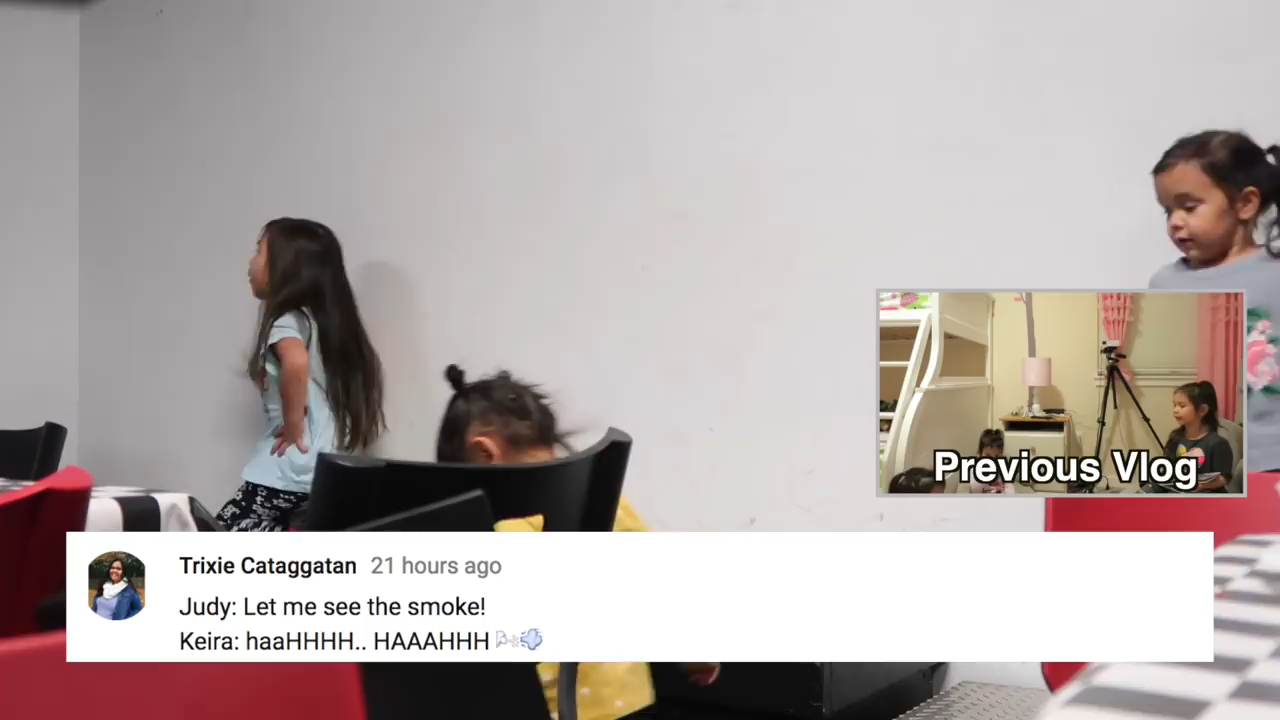 Previous Vlog
Trixie Cataggatan 21 hours ago
Judy: Let me see the smoke!
Keira: haaHHHH.. HAAAHHH 🌬💨